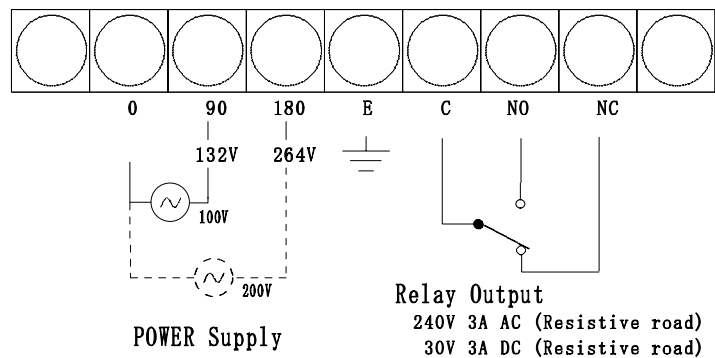 0 90 180 E C NO NC
132V 264V
100V
200V
POWER Supply
Relay Output
240V 3A AC (Resistive road)
30V 3A DC (Resistive road)